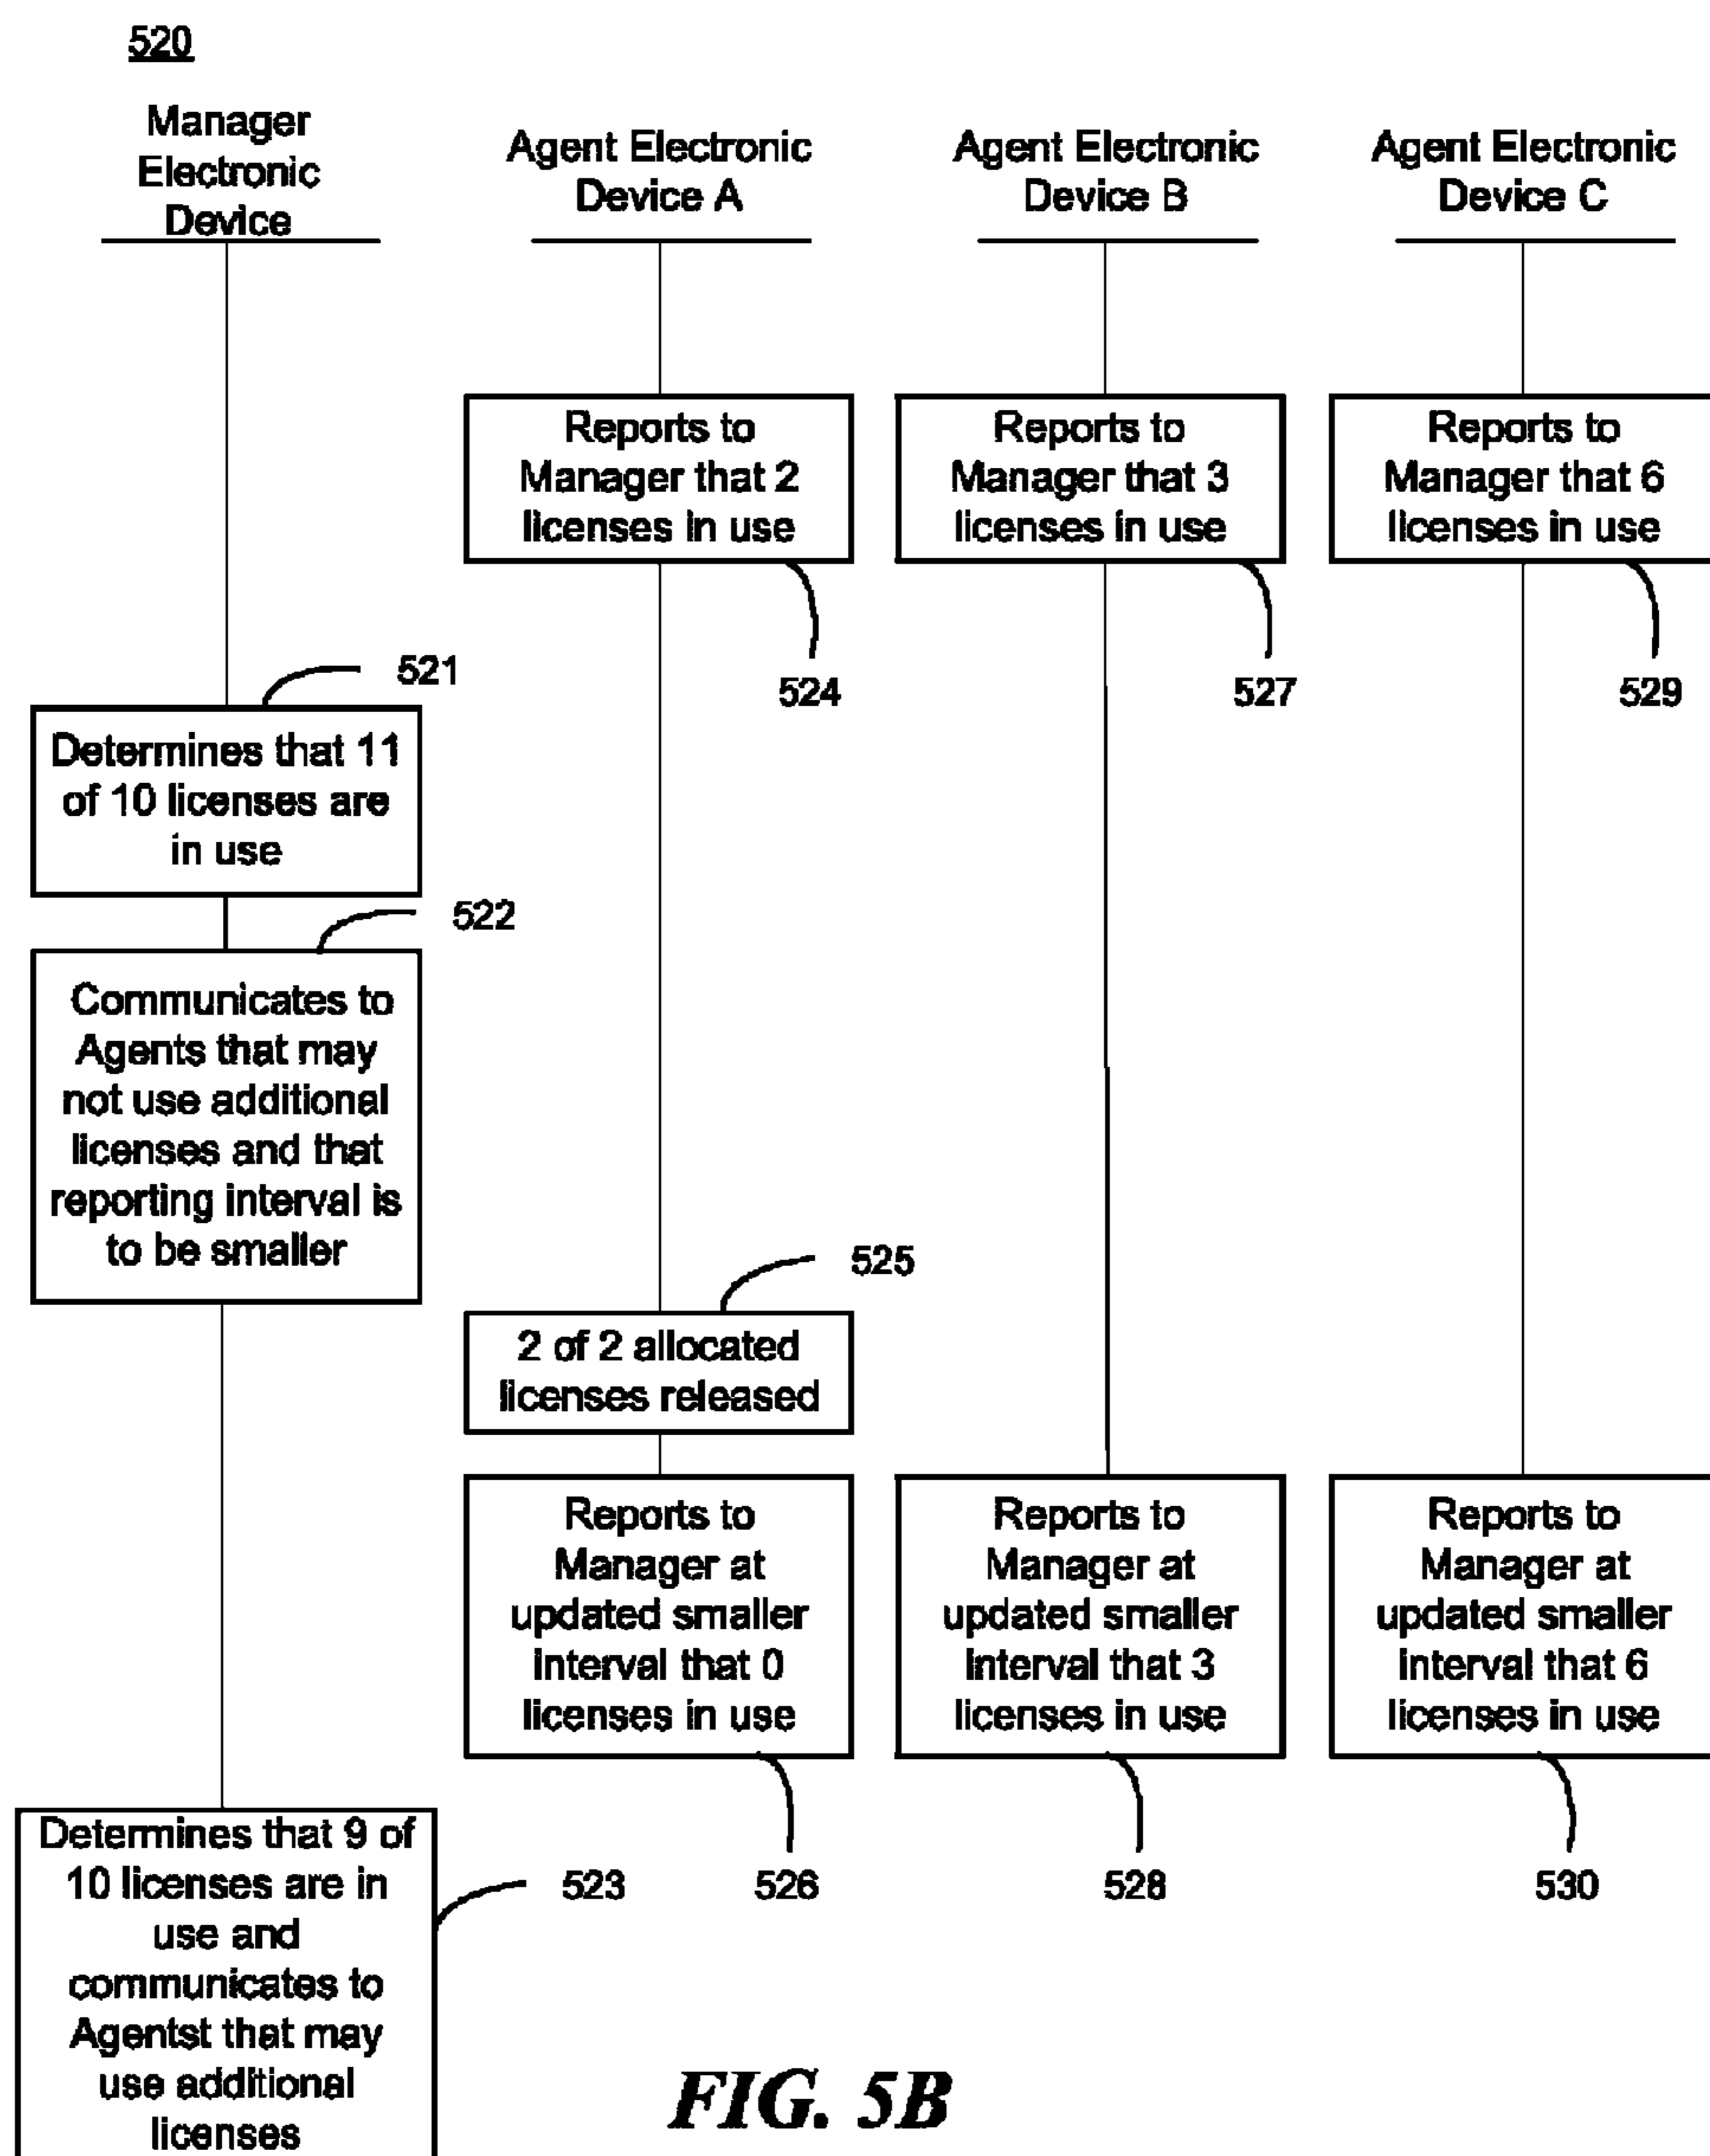 520
Manager
Electronic
Device
Agent Electronic
Device A
Agent Electronic
Device B
Agent Electronic
Device C
Reports to
Manager that 2
licenses in use
524
Reports to
Manager that 3
licenses in use
527
Reports to
Manager that 6
licenses in use
529
521
Determines that 11
of 10 licenses are
in use
522
Communicates to
Agents that may
not use additional
licenses and that
reporting interval is
to be smaller
525
2 of 2 allocated
licenses released
Reports to
Manager at
updated smaller
interval that 0
licenses in use
526
Reports to
Manager at
updated smaller
interval that 3
licenses in use
528
Reports to
Manager at
updated smaller
interval that 6
licenses in use
530
Determines that 9 of
10 licenses are in
use and
communicates to
Agentst that may
use additional
licenses
523
FIG. 5B